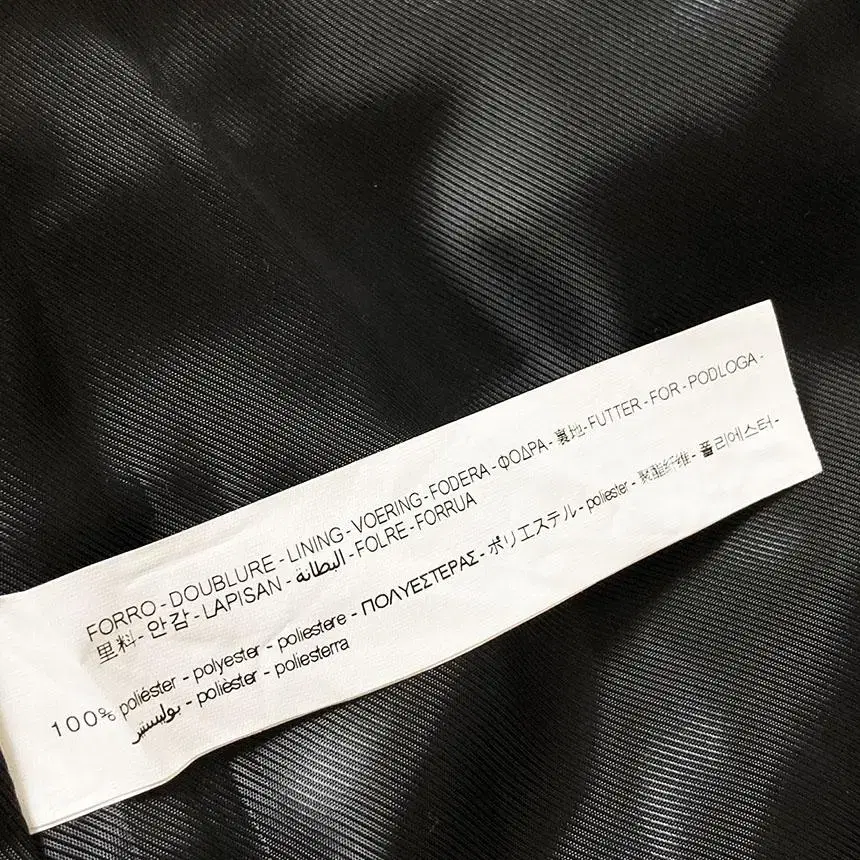 FORRO - DOUBLURE - LINING - VOERING - FODERA - ΦΟΔΡΑ - 裏地 - FUTTER - FOR - PODLOGA -
里料 - 안감 - LAPISAN - البطانة - FOLRE - FORRUA
100% poliéster - polyester - poliestere - ΠΟΛΥΕΣΤΕΡΑΣ - ポリエステル - poliester - 聚酯纤维 - 폴리에스터 -
بوليستر - polièster - poliesterra